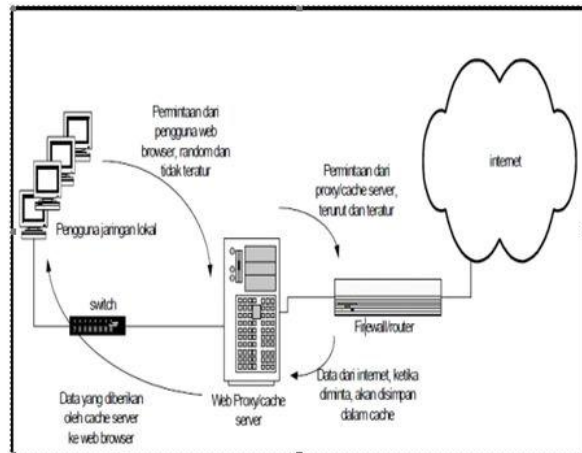 Permintaan dari
pengguna web
browser, random dan
tidak teratur
internet
Permintaan dari
proxy/cache server,
terurut dan teratur
Pengguna jaringan lokal
switch
Firewall/router
Data yang diberikan
oleh cache server
ke web browser
Web Proxy/cache
server
Data dari internet, ketika
diminta, akan disimpan
dalam cache